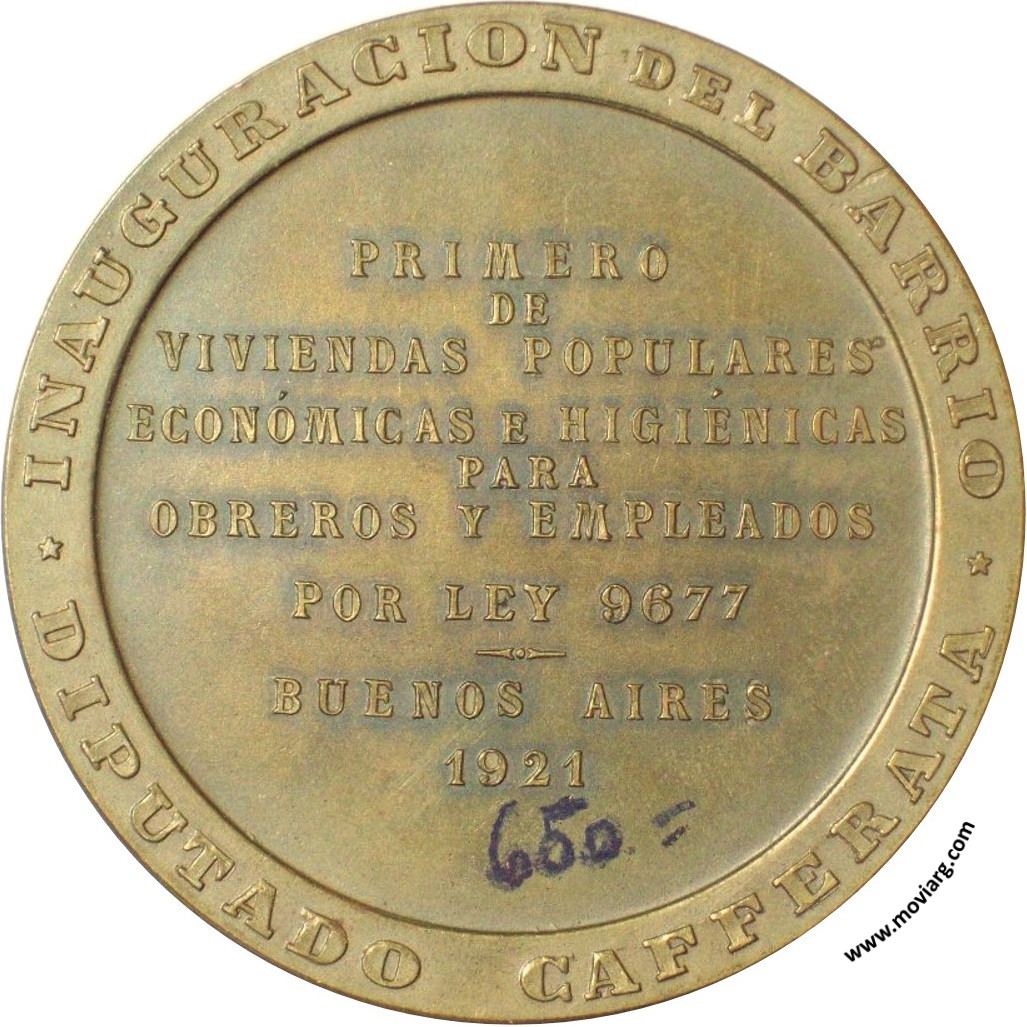 INAUGURACION DEL BARRIO
PRIMERO
DE
VIVIENDAS POPULARES
ECONÓMICAS E HIGIÉNICAS
PARA
OBREROS Y EMPLEADOS
POR LEY 9677
BUENOS AIRES
1921
650.=
DIPUTADO CAFFERATA
www.moviarg.com